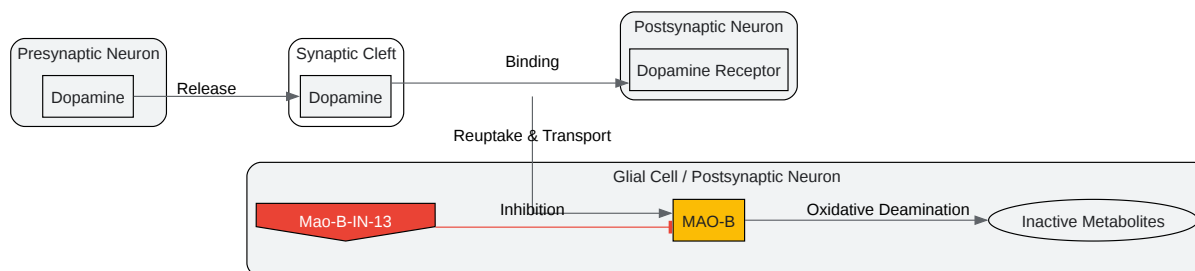 Presynaptic Neuron
Dopamine
Release
Synaptic Cleft
Dopamine
Binding
Postsynaptic Neuron
Dopamine Receptor
Reuptake & Transport
Glial Cell / Postsynaptic Neuron
Mao-B-IN-13
Inhibition
MAO-B
Oxidative Deamination
Inactive Metabolites